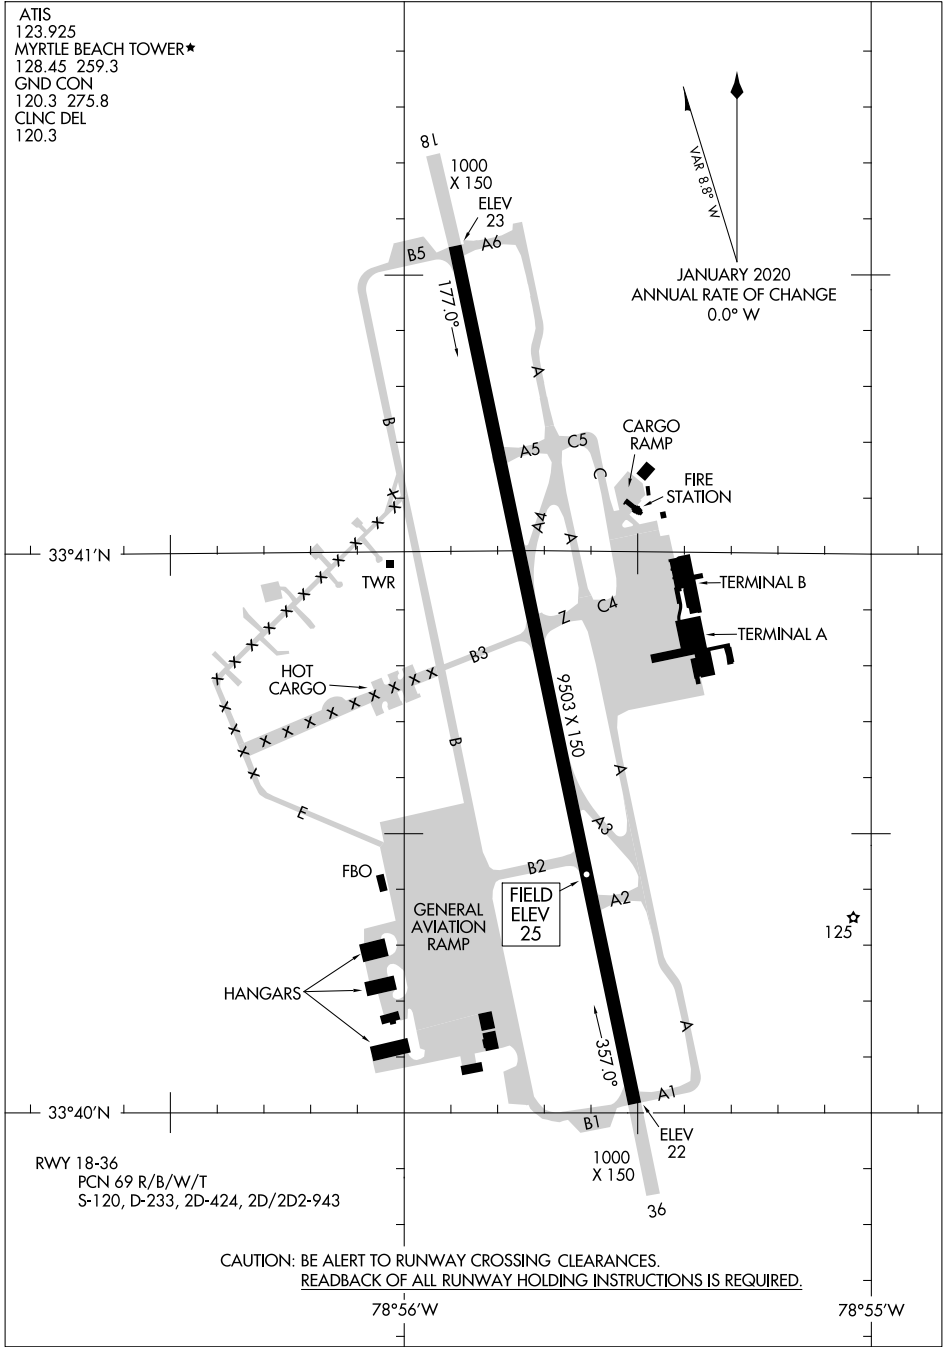 ATIS
123.925
MYRTLE BEACH TOWER★
128.45 259.3
GND CON
120.3 275.8
CLNC DEL
120.3
18
1000
X 150
ELEV
23
A6
B5
177.0°
VAR 8.8° W
JANUARY 2020
ANNUAL RATE OF CHANGE
0.0° W
A
B
A5
C5
C
CARGO
RAMP
FIRE
STATION
A4
A
33°41'N
TWR
TERMINAL B
C4
Z
TERMINAL A
B3
HOT
CARGO
9503 X 150
B
A
E
A3
B2
FBO
FIELD
ELEV
25
A2
GENERAL
AVIATION
RAMP
125
HANGARS
A
357.0°
33°40'N
A1
B1
ELEV
22
1000
X 150
36
RWY 18-36
PCN 69 R/B/W/T
S-120, D-233, 2D-424, 2D/2D2-943
CAUTION: BE ALERT TO RUNWAY CROSSING CLEARANCES.
READBACK OF ALL RUNWAY HOLDING INSTRUCTIONS IS REQUIRED.
78°56'W
78°55'W